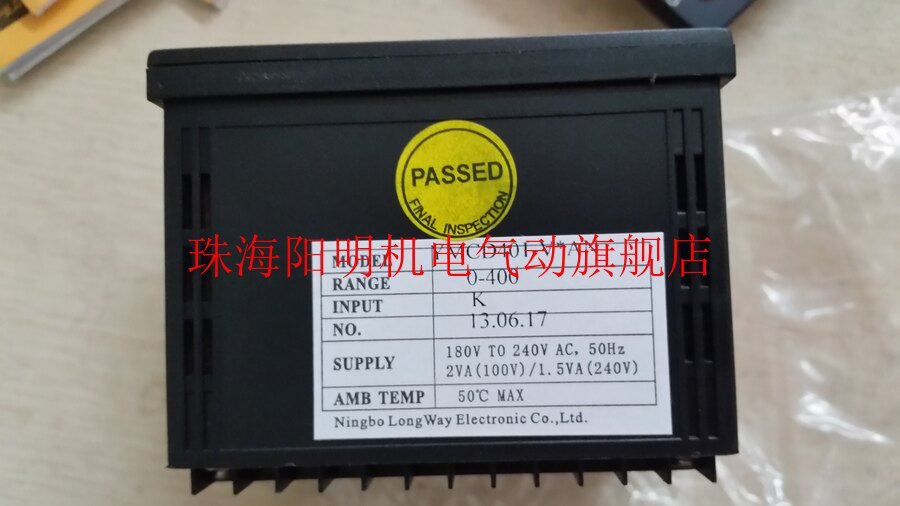 PASSED
FINAL INSPECTION
珠海阳明机电气动旗舰店
MODEL
RANGE 0-400
INPUT K
NO. 13.06.17
SUPPLY 180V TO 240V AC, 50Hz
2VA(100V)/1.5VA(240V)
AMB TEMP 50℃ MAX
Ningbo LongWay Electronic Co.,Ltd.